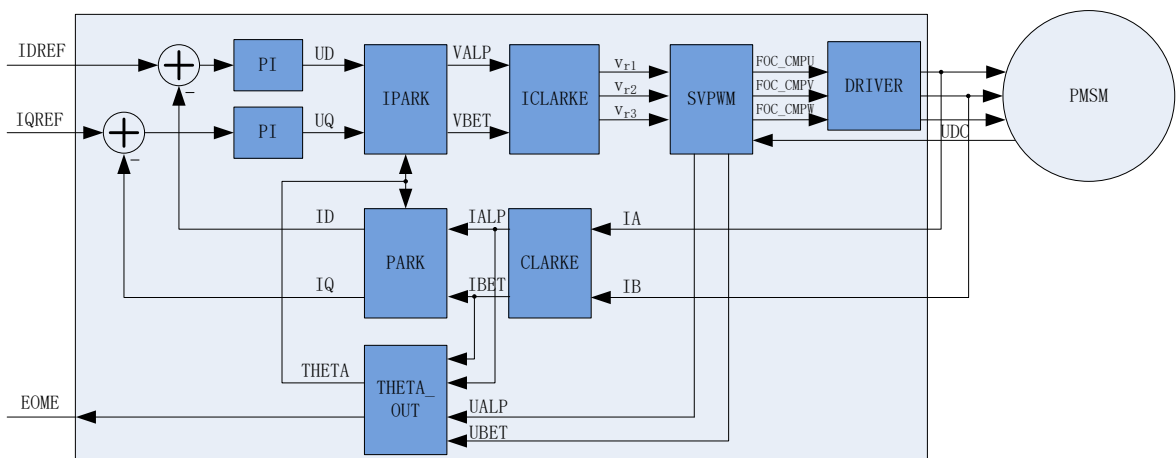 IDREF
IQREF
PI
UD
PI
UQ
IPARK
VALP
VBET
ICLARKE
Vr1
Vr2
Vr3
SVPWM
FOC_CMPU
FOC_CMPV
FOC_CMPW
DRIVER
UDC
PMSM
ID
IQ
PARK
IALP
IBET
CLARKE
IA
IB
THETA
THETA_
OUT
UALP
UBET
EOME